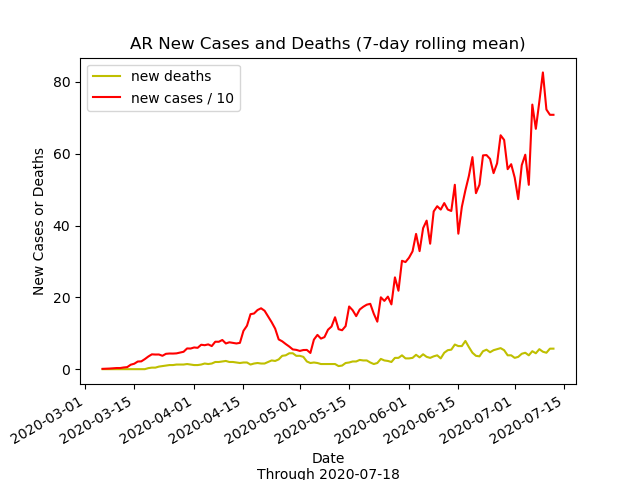 AR New Cases and Deaths (7-day rolling mean)
new deaths
new cases / 10
New Cases or Deaths
80
60
40
20
0
2020-03-01
2020-03-15
2020-04-01
2020-04-15
2020-05-01
2020-05-15
2020-06-01
2020-06-15
2020-07-01
2020-07-15
Date
Through 2020-07-18